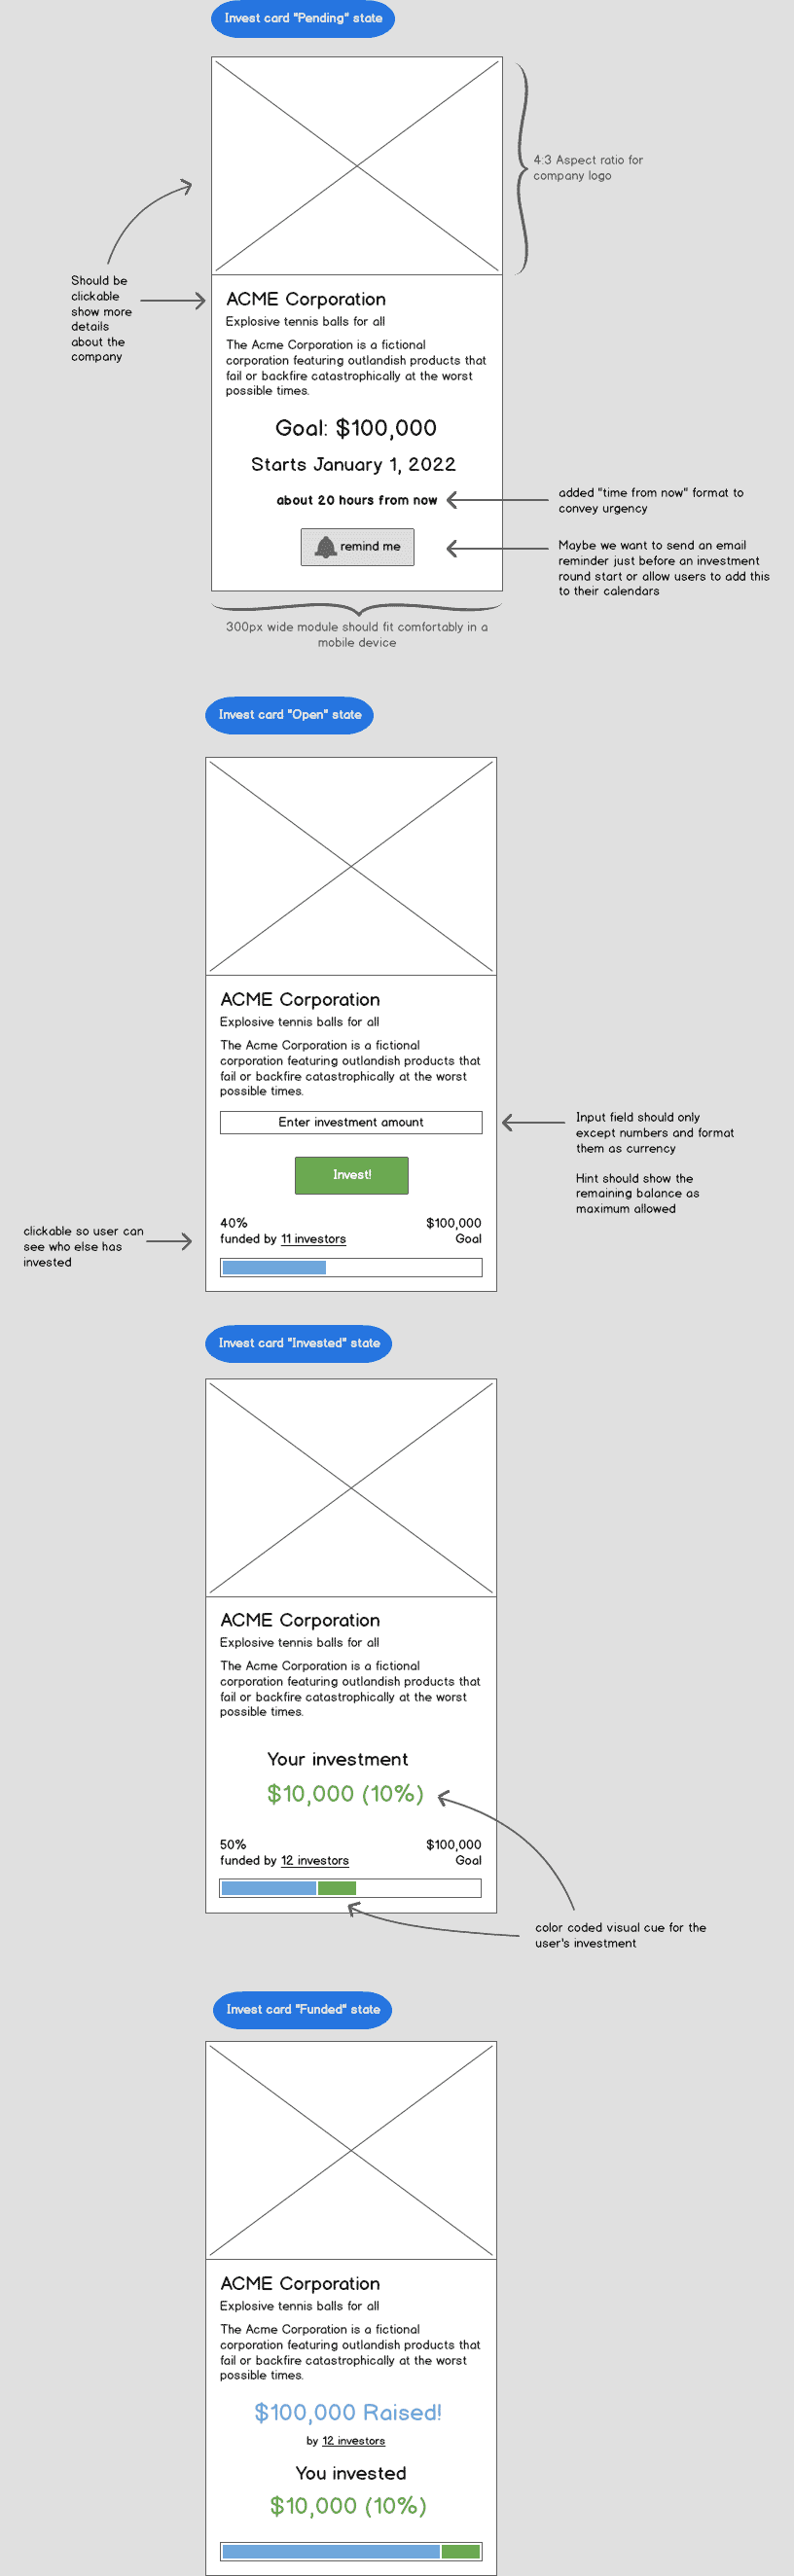 Invest card "Pending" state
4:3 Aspect ratio for
company logo
Should be
clickable
show more
details
about the
company
ACME Corporation
Explosive tennis balls for all
The Acme Corporation is a fictional
corporation featuring outlandish products that
fail or backfire catastrophically at the worst
possible times.
Goal: $100,000
Starts January 1, 2022
about 20 hours from now
added "time from now" format to
convey urgency
remind me
Maybe we want to send an email
reminder just before an investment
round start or allow users to add this
to their calendars
300px wide module should fit comfortably in a
mobile device
Invest card "Open" state
ACME Corporation
Explosive tennis balls for all
The Acme Corporation is a fictional
corporation featuring outlandish products that
fail or backfire catastrophically at the worst
possible times.
Enter investment amount
Input field should only
except numbers and format
them as currency
Hint should show the
remaining balance as
maximum allowed
Invest!
40%
funded by 11 investors
$100,000
Goal
clickable so user can
see who else has
invested
Invest card "Invested" state
ACME Corporation
Explosive tennis balls for all
The Acme Corporation is a fictional
corporation featuring outlandish products that
fail or backfire catastrophically at the worst
possible times.
Your investment
$10,000 (10%)
50%
funded by 12 investors
$100,000
Goal
color coded visual cue for the
user's investment
Invest card "Funded" state
ACME Corporation
Explosive tennis balls for all
The Acme Corporation is a fictional
corporation featuring outlandish products that
fail or backfire catastrophically at the worst
possible times.
$100,000 Raised!
by 12 investors
You invested
$10,000 (10%)